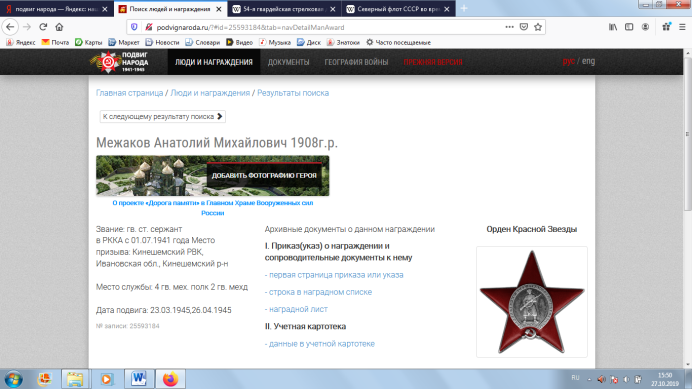 подвиг народа — Яндекс: наш
Поиск людей и награждения
54-я гвардейская стрелковая
Северный флот СССР во врем
podvignaroda.ru/?#id=25593184&tab=navDetailManAward
Яндекс Почта Карты Маркет Новости Словари Видео Музыка Диск Знатоки Часто посещаемые
ПОДВИГ
НАРОДА
1941-1945
ЛЮДИ И НАГРАЖДЕНИЯ ДОКУМЕНТЫ ГЕОГРАФИЯ ВОЙНЫ ПРЕЖНЯЯ ВЕРСИЯ
рус / eng
Главная страница / Люди и награждения / Результаты поиска
К следующему результату поиска
Межаков Анатолий Михайлович 1908г.р.
ДОБАВИТЬ ФОТОГРАФИЮ ГЕРОЯ
О проекте «Дорога памяти» в Главном Храме Вооруженных сил
России
Звание: гв. ст. сержант
в РККА с 01.07.1941 года Место
призыва: Кинешемский РВК,
Ивановская обл., Кинешемский р-н
Место службы: 4 гв. мех. полк 2 гв. мехд
Дата подвига: 23.03.1945,26.04.1945
№ записи: 25593184
Архивные документы о данном награждении
I. Приказ(указ) о награждении и
сопроводительные документы к нему
- первая страница приказа или указа
- строка в наградном списке
- наградной лист
II. Учетная картотека
- данные в учетной картотеке
Орден Красной Звезды
RU
15:50
27.10.2019